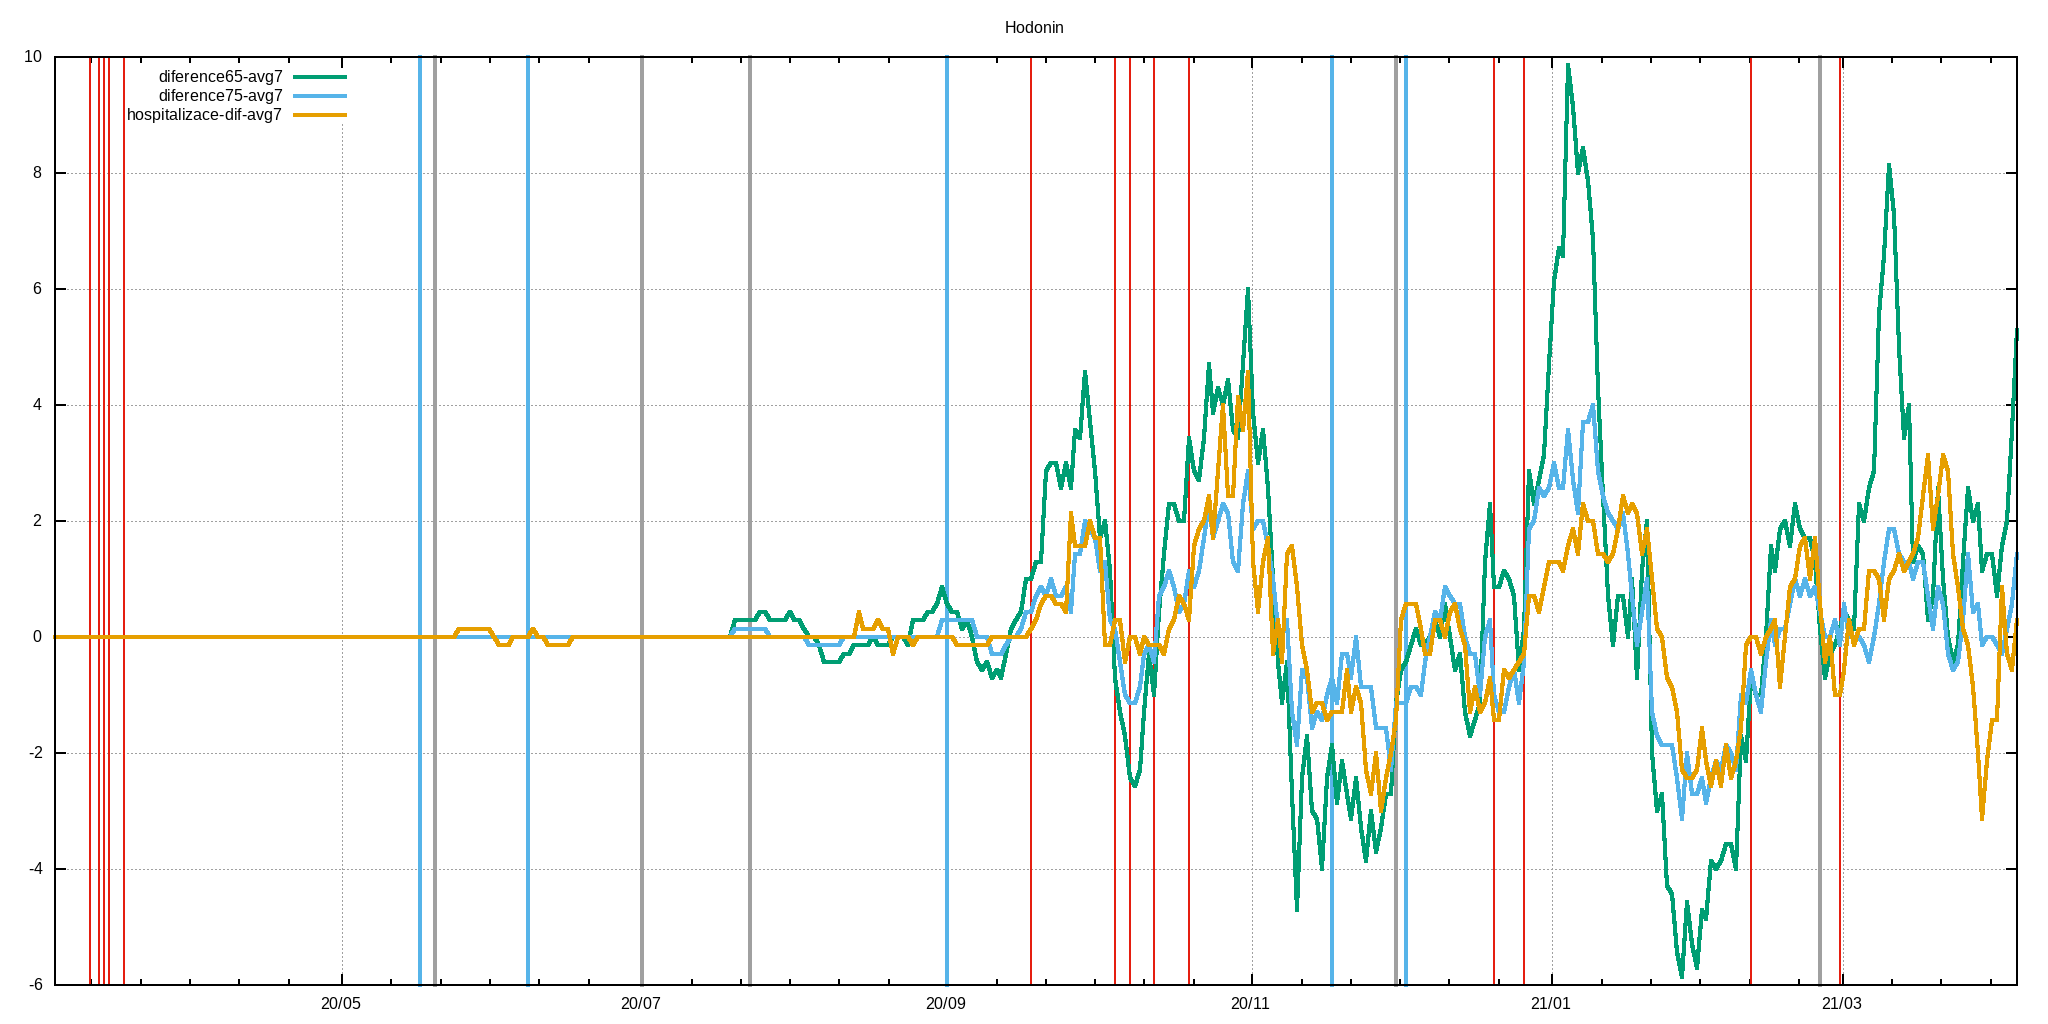 Hodonin
10
diference65-avg7
diference75-avg7
hospitalizace-dif-avg7
8
6
4
2
0
-2
-4
-6
20/05 20/07 20/09 20/11 21/01 21/03